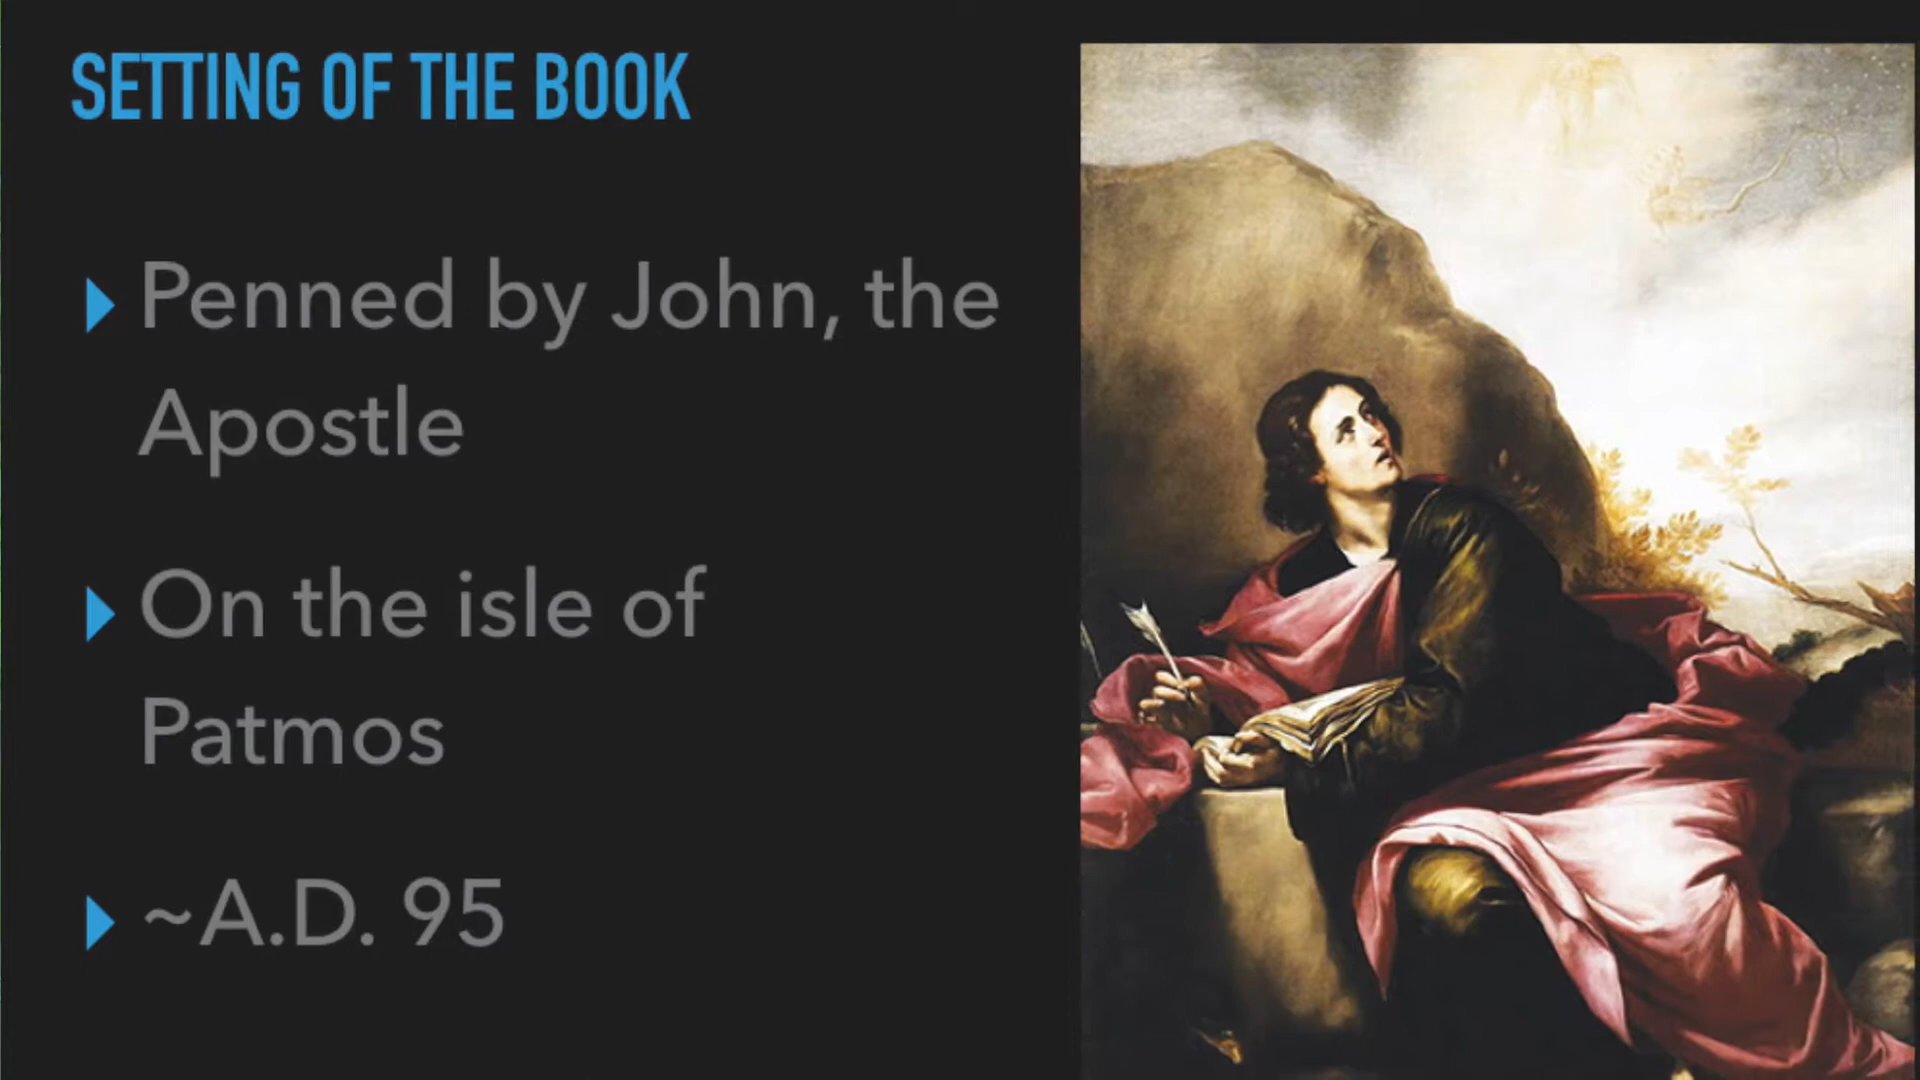 SETTING OF THE BOOK
Penned by John, the
Apostle
On the isle of
Patmos
~A.D. 95